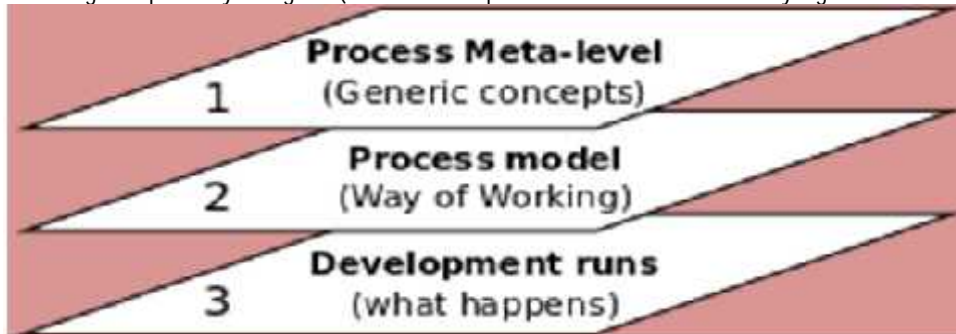 Process Meta-level
1 (Generic concepts)
Process model
2 (Way of Working)
Development runs
3 (what happens)